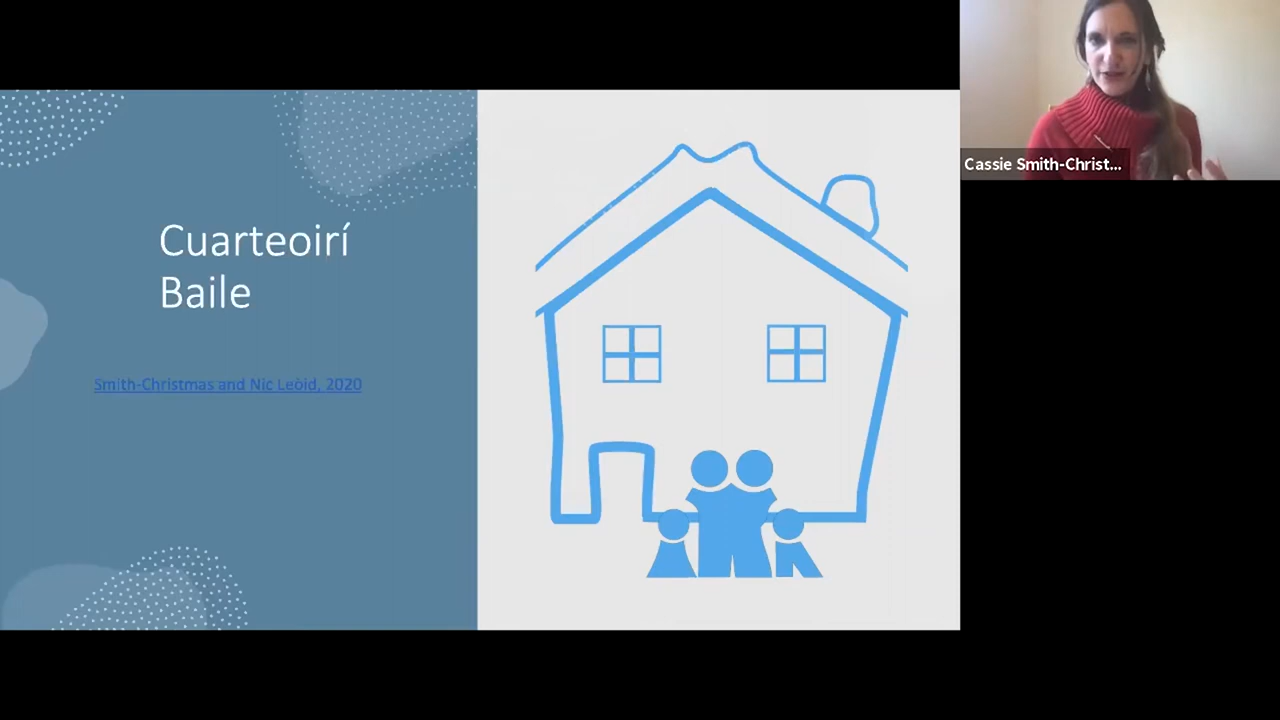 Cuarteoirí
Baile
Smith-Christmas and Nic Leòid, 2020
Cassie Smith-Christ...